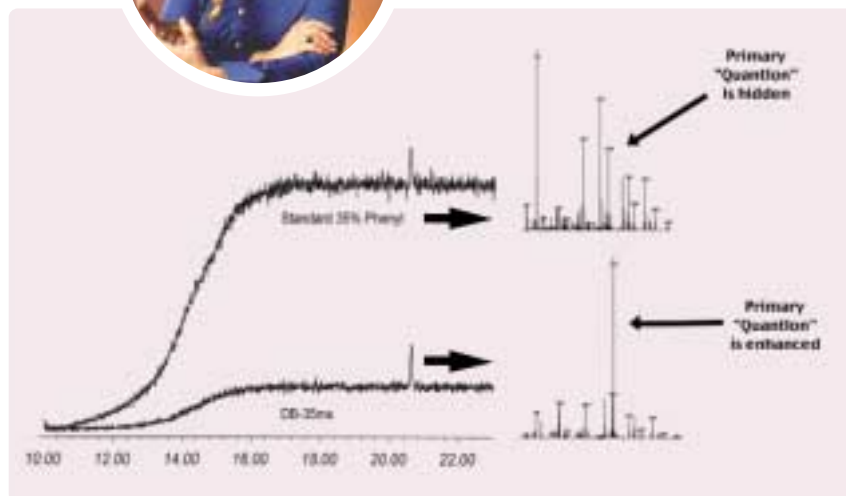 Primary
"Quantion"
is hidden
Standard 35% Phenyl
Primary
"Quantion"
is enhanced
DB-35ms
10.00 12.00 14.00 16.00 18.00 20.00 22.00